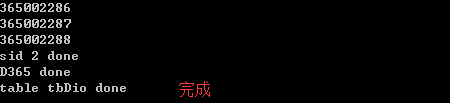 365002286
365002287
365002288
sid 2 done
D365 done
table tbDio done 完成